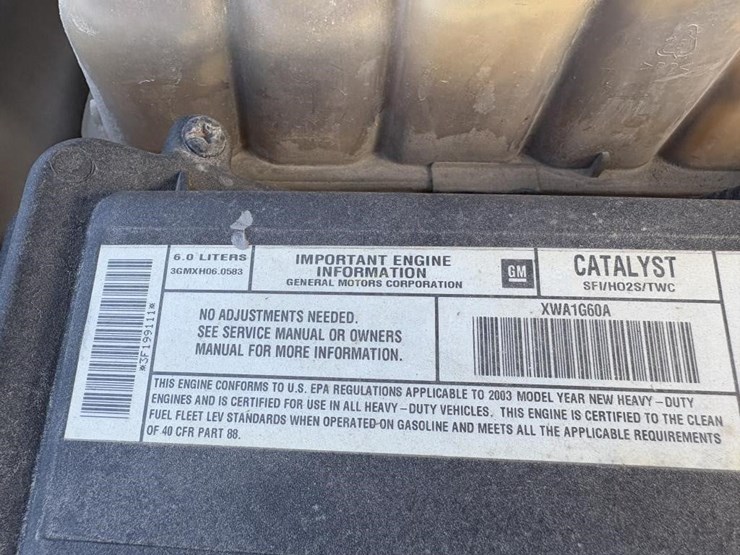 *3F199111*
6.0 LITERS
3GMXH06.0583
IMPORTANT ENGINE
INFORMATION
GENERAL MOTORS CORPORATION
GM
CATALYST
SFI/HO2S/TWC
NO ADJUSTMENTS NEEDED.
SEE SERVICE MANUAL OR OWNERS
MANUAL FOR MORE INFORMATION.
XWA1G60A
THIS ENGINE CONFORMS TO U.S. EPA REGULATIONS APPLICABLE TO 2003 MODEL YEAR NEW HEAVY-DUTY
ENGINES AND IS CERTIFIED FOR USE IN ALL HEAVY-DUTY VEHICLES. THIS ENGINE IS CERTIFIED TO THE CLEAN
FUEL FLEET LEV STANDARDS WHEN OPERATED ON GASOLINE AND MEETS ALL THE APPLICABLE REQUIREMENTS
OF 40 CFR PART 88.